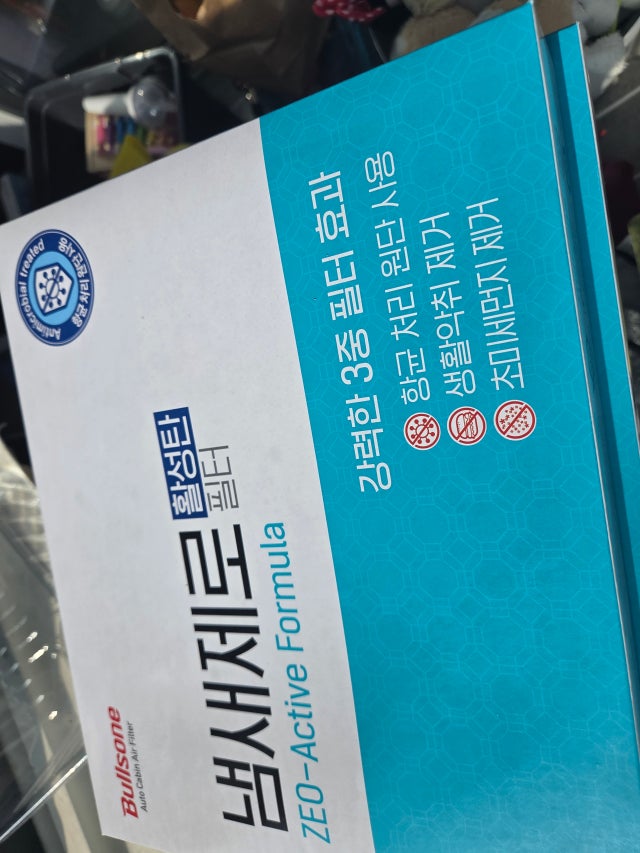 Bullsone
Auto Cabin Air Filter
Antimicrobial treated
항균 처리 원단 사용
냄새제로
활성탄
필터
ZEO-Active Formula
강력한 3중 필터 효과
항균 처리 원단 사용
생활악취 제거
초미세먼지 제거